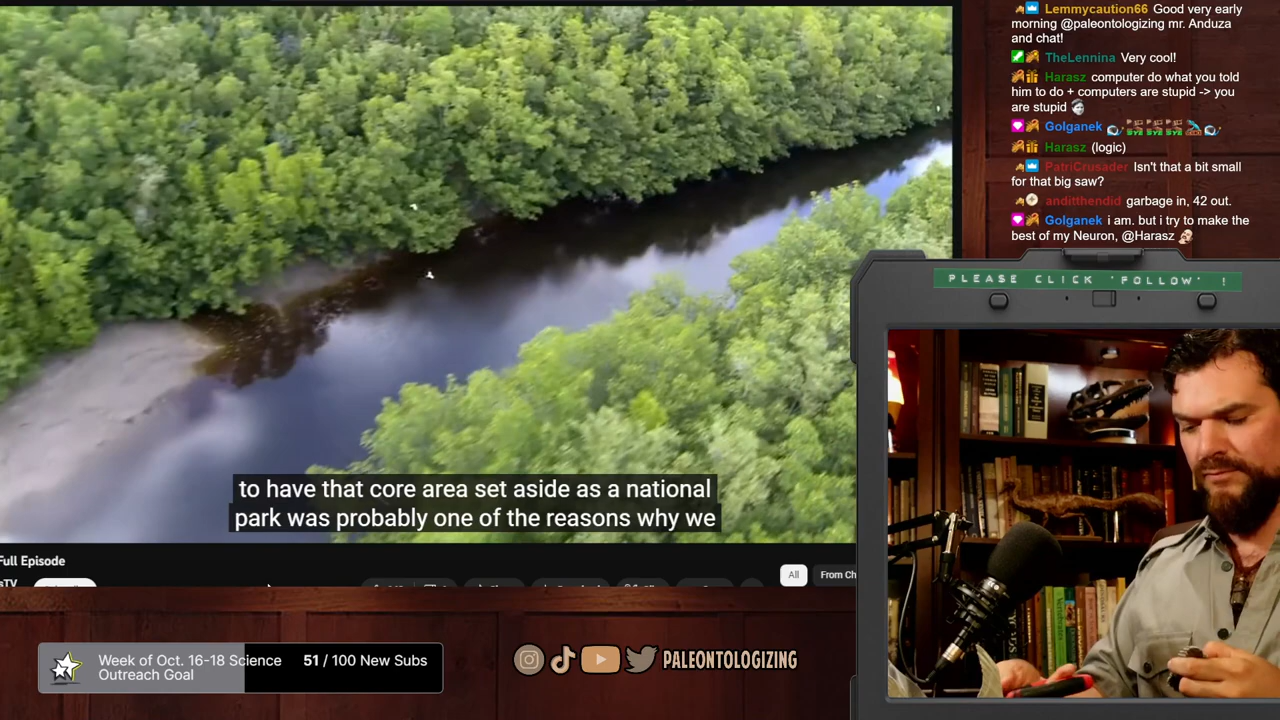 Lemmycaution66 Good very early
morning @paleontologizing mr. Anduza
and chat!
TheLennina Very cool!
Harasz computer do what you told
him to do + computers are stupid -> you
are stupid
Golganek
Harasz (logic)
PatriCrusader Isn't that a bit small
for that big saw?
anditthendid garbage in, 42 out.
Golganek i am. but i try to make the
best of my Neuron, @Harasz
PLEASE CLICK "FOLLOW" !
to have that core area set aside as a national
park was probably one of the reasons why we
Full Episode
sTV
All
From Ch
Week of Oct. 16-18 Science
Outreach Goal
51 / 100 New Subs
PALEONTOLOGIZING